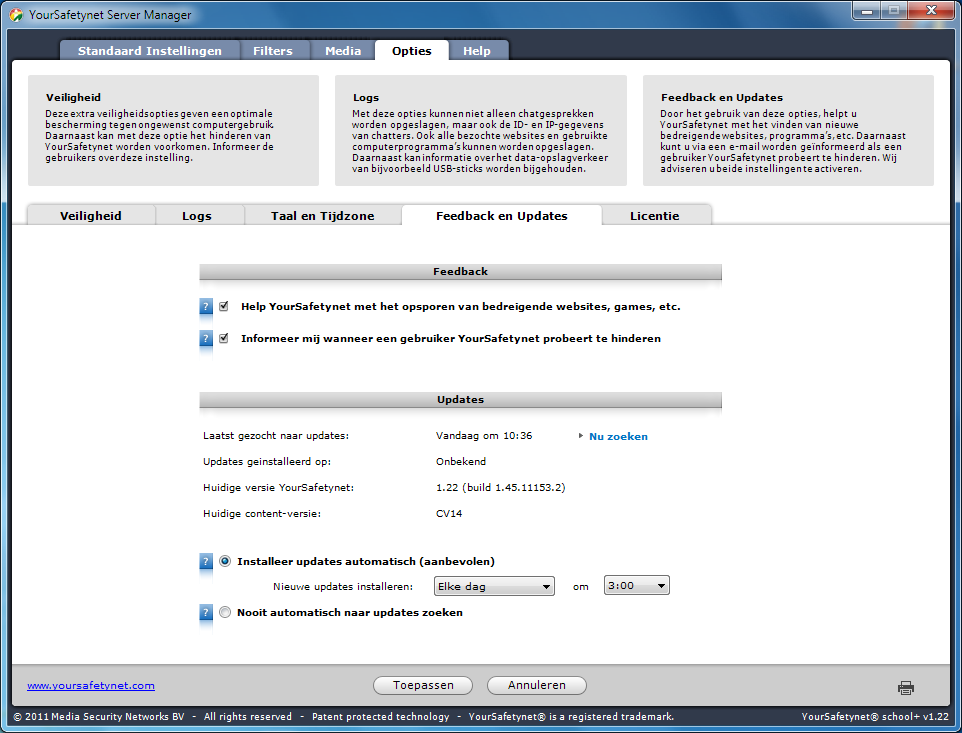 YourSafetynet Server Manager
Standaard Instellingen Filters Media Opties Help
Veiligheid
Deze extra veiligheidsopties geven een optimale
bescherming tegen ongewenst computergebruik.
Daarnaast kan met deze optie het hinderen van
YourSafetynet worden voorkomen. Informeer de
gebruikers over deze instelling.
Logs
Met deze opties kunnen niet alleen chatgesprekken
worden opgeslagen, maar ook de ID- en IP-gegevens
van chatters. Ook alle bezochte websites en gebruikte
computerprogramma's kunnen worden opgeslagen.
Daarnaast kan informatie over het data-opslagverkeer
van bijvoorbeeld USB-sticks worden bijgehouden.
Feedback en Updates
Door het gebruik van deze opties, helpt u
YourSafetynet met het vinden van nieuwe
bedreigende websites, programma's, etc. Daarnaast
kunt u via een e-mail worden geïnformeerd als een
gebruiker YourSafetynet probeert te hinderen. Wij
adviseren u beide instellingen te activeren.
Veiligheid Logs Taal en Tijdzone Feedback en Updates Licentie
Feedback
? Help YourSafetynet met het opsporen van bedreigende websites, games, etc.
? Informeer mij wanneer een gebruiker YourSafetynet probeert te hinderen
Updates
Laatst gezocht naar updates: Vandaag om 10:36 Nu zoeken
Updates geinstalleerd op: Onbekend
Huidige versie YourSafetynet: 1.22 (build 1.45.11153.2)
Huidige content-versie: CV14
? Installeer updates automatisch (aanbevolen)
Nieuwe updates installeren: Elke dag om 3:00
? Nooit automatisch naar updates zoeken
www.yoursafetynet.com Toepassen Annuleren
© 2011 Media Security Networks BV - All rights reserved - Patent protected technology - YourSafetynet® is a registered trademark. YourSafetynet® school+ v1.22